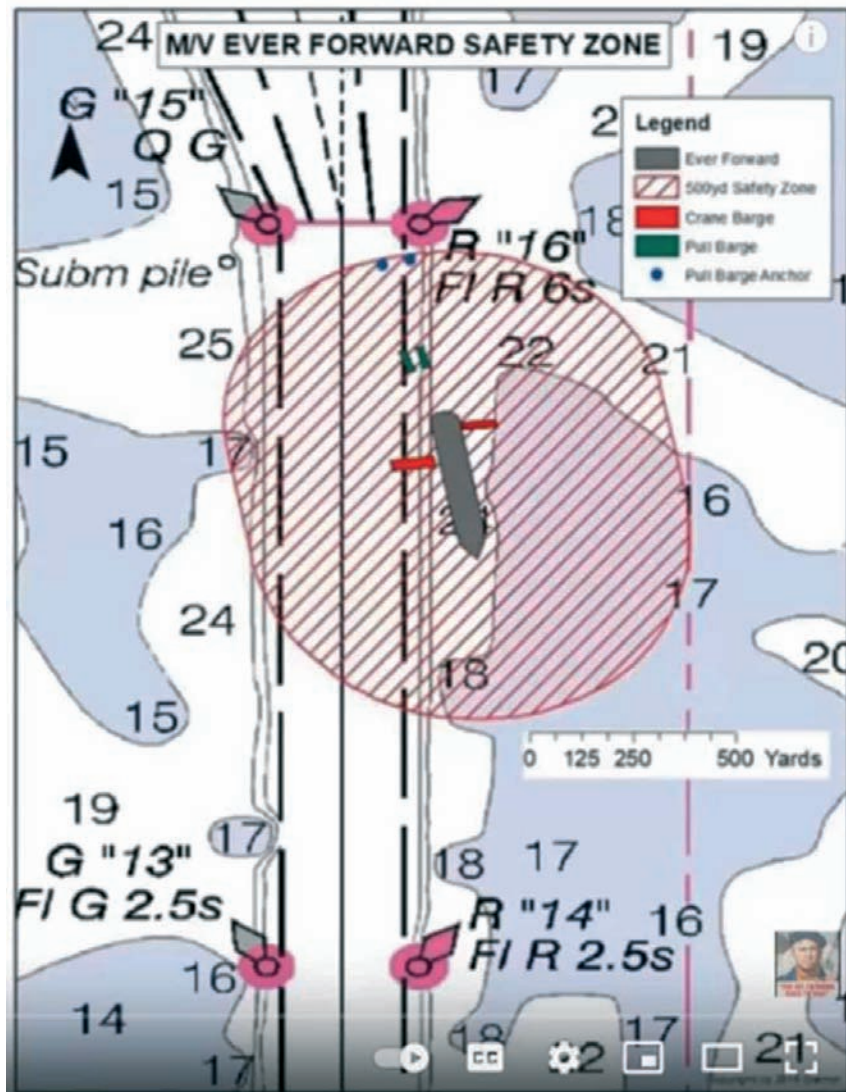 24
M/V EVER FORWARD SAFETY ZONE
19
i
17
G "15"
Q G
2
Legend
Ever Forward
500yd Safety Zone
Crane Barge
Pull Barge
Pull Barge Anchor
15
18
R "16"
Fl R 6s
Subm pile
25
22
21
15
17
16
16
24
17
18
20
15
0 125 250 500 Yards
19
17
G "13"
Fl G 2.5s
18
17
R "14"
Fl R 2.5s
16
16
14
18
17
21
17
CC